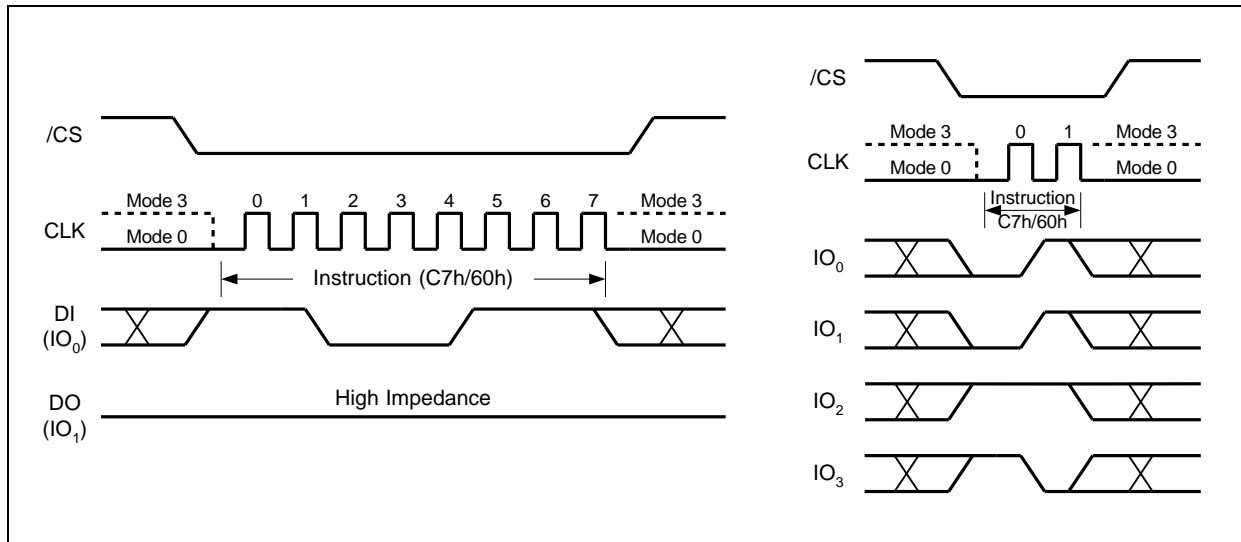 /CS
Mode 3
0 1 2 3 4 5 6 7
Mode 3
CLK
Mode 0
Mode 0
Instruction (C7h/60h)
DI
(IO0)
DO
(IO1)
High Impedance
/CS
Mode 3
0 1
Mode 3
CLK
Mode 0
Mode 0
Instruction
C7h/60h
IO0
IO1
IO2
IO3